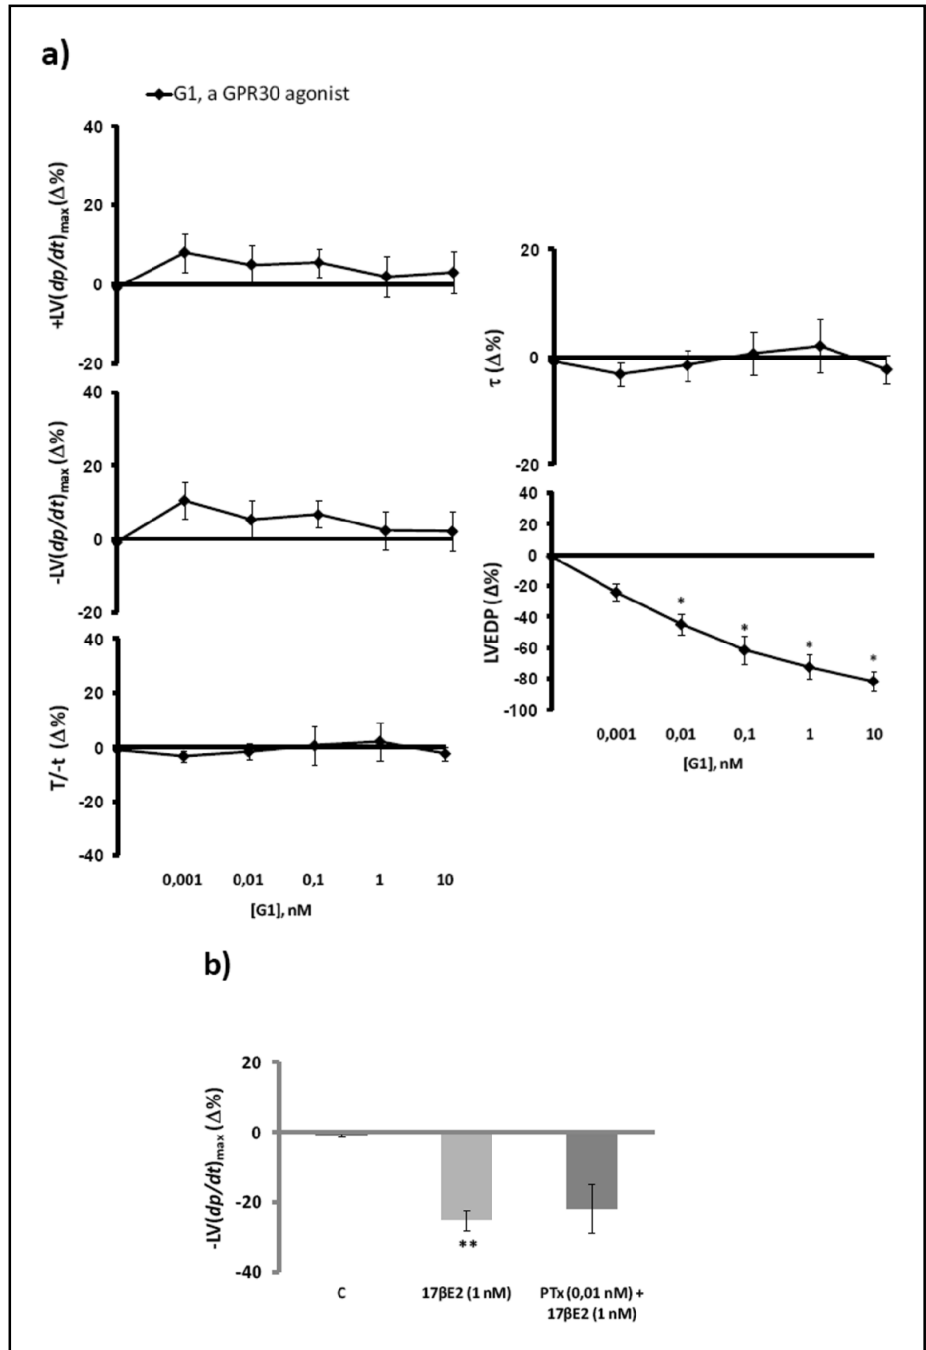 a)
G1, a GPR30 agonist
+LV(dp/dt)max (Δ%)
40
20
0
-20
-LV(dp/dt)max (Δ%)
40
20
0
-20
T/-t (Δ%)
40
20
0
-20
-40
0,001 0,01 0,1 1 10
[G1], nM
τ (Δ%)
20
0
-20
LVEDP (Δ%)
40
20
0
-20
-40
-60
-80
-100
* * * *
0,001 0,01 0,1 1 10
[G1], nM
b)
-LV(dp/dt)max (Δ%)
20
0
-20
-40
**
C 17βE2 (1 nM) PTx (0,01 nM) +
17βE2 (1 nM)